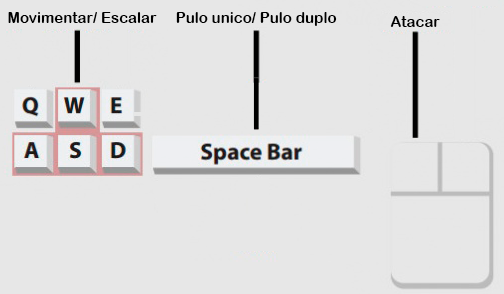 Movimentar/ Escalar
Pulo unico/ Pulo duplo
Atacar
Q W E
A S D
Space Bar